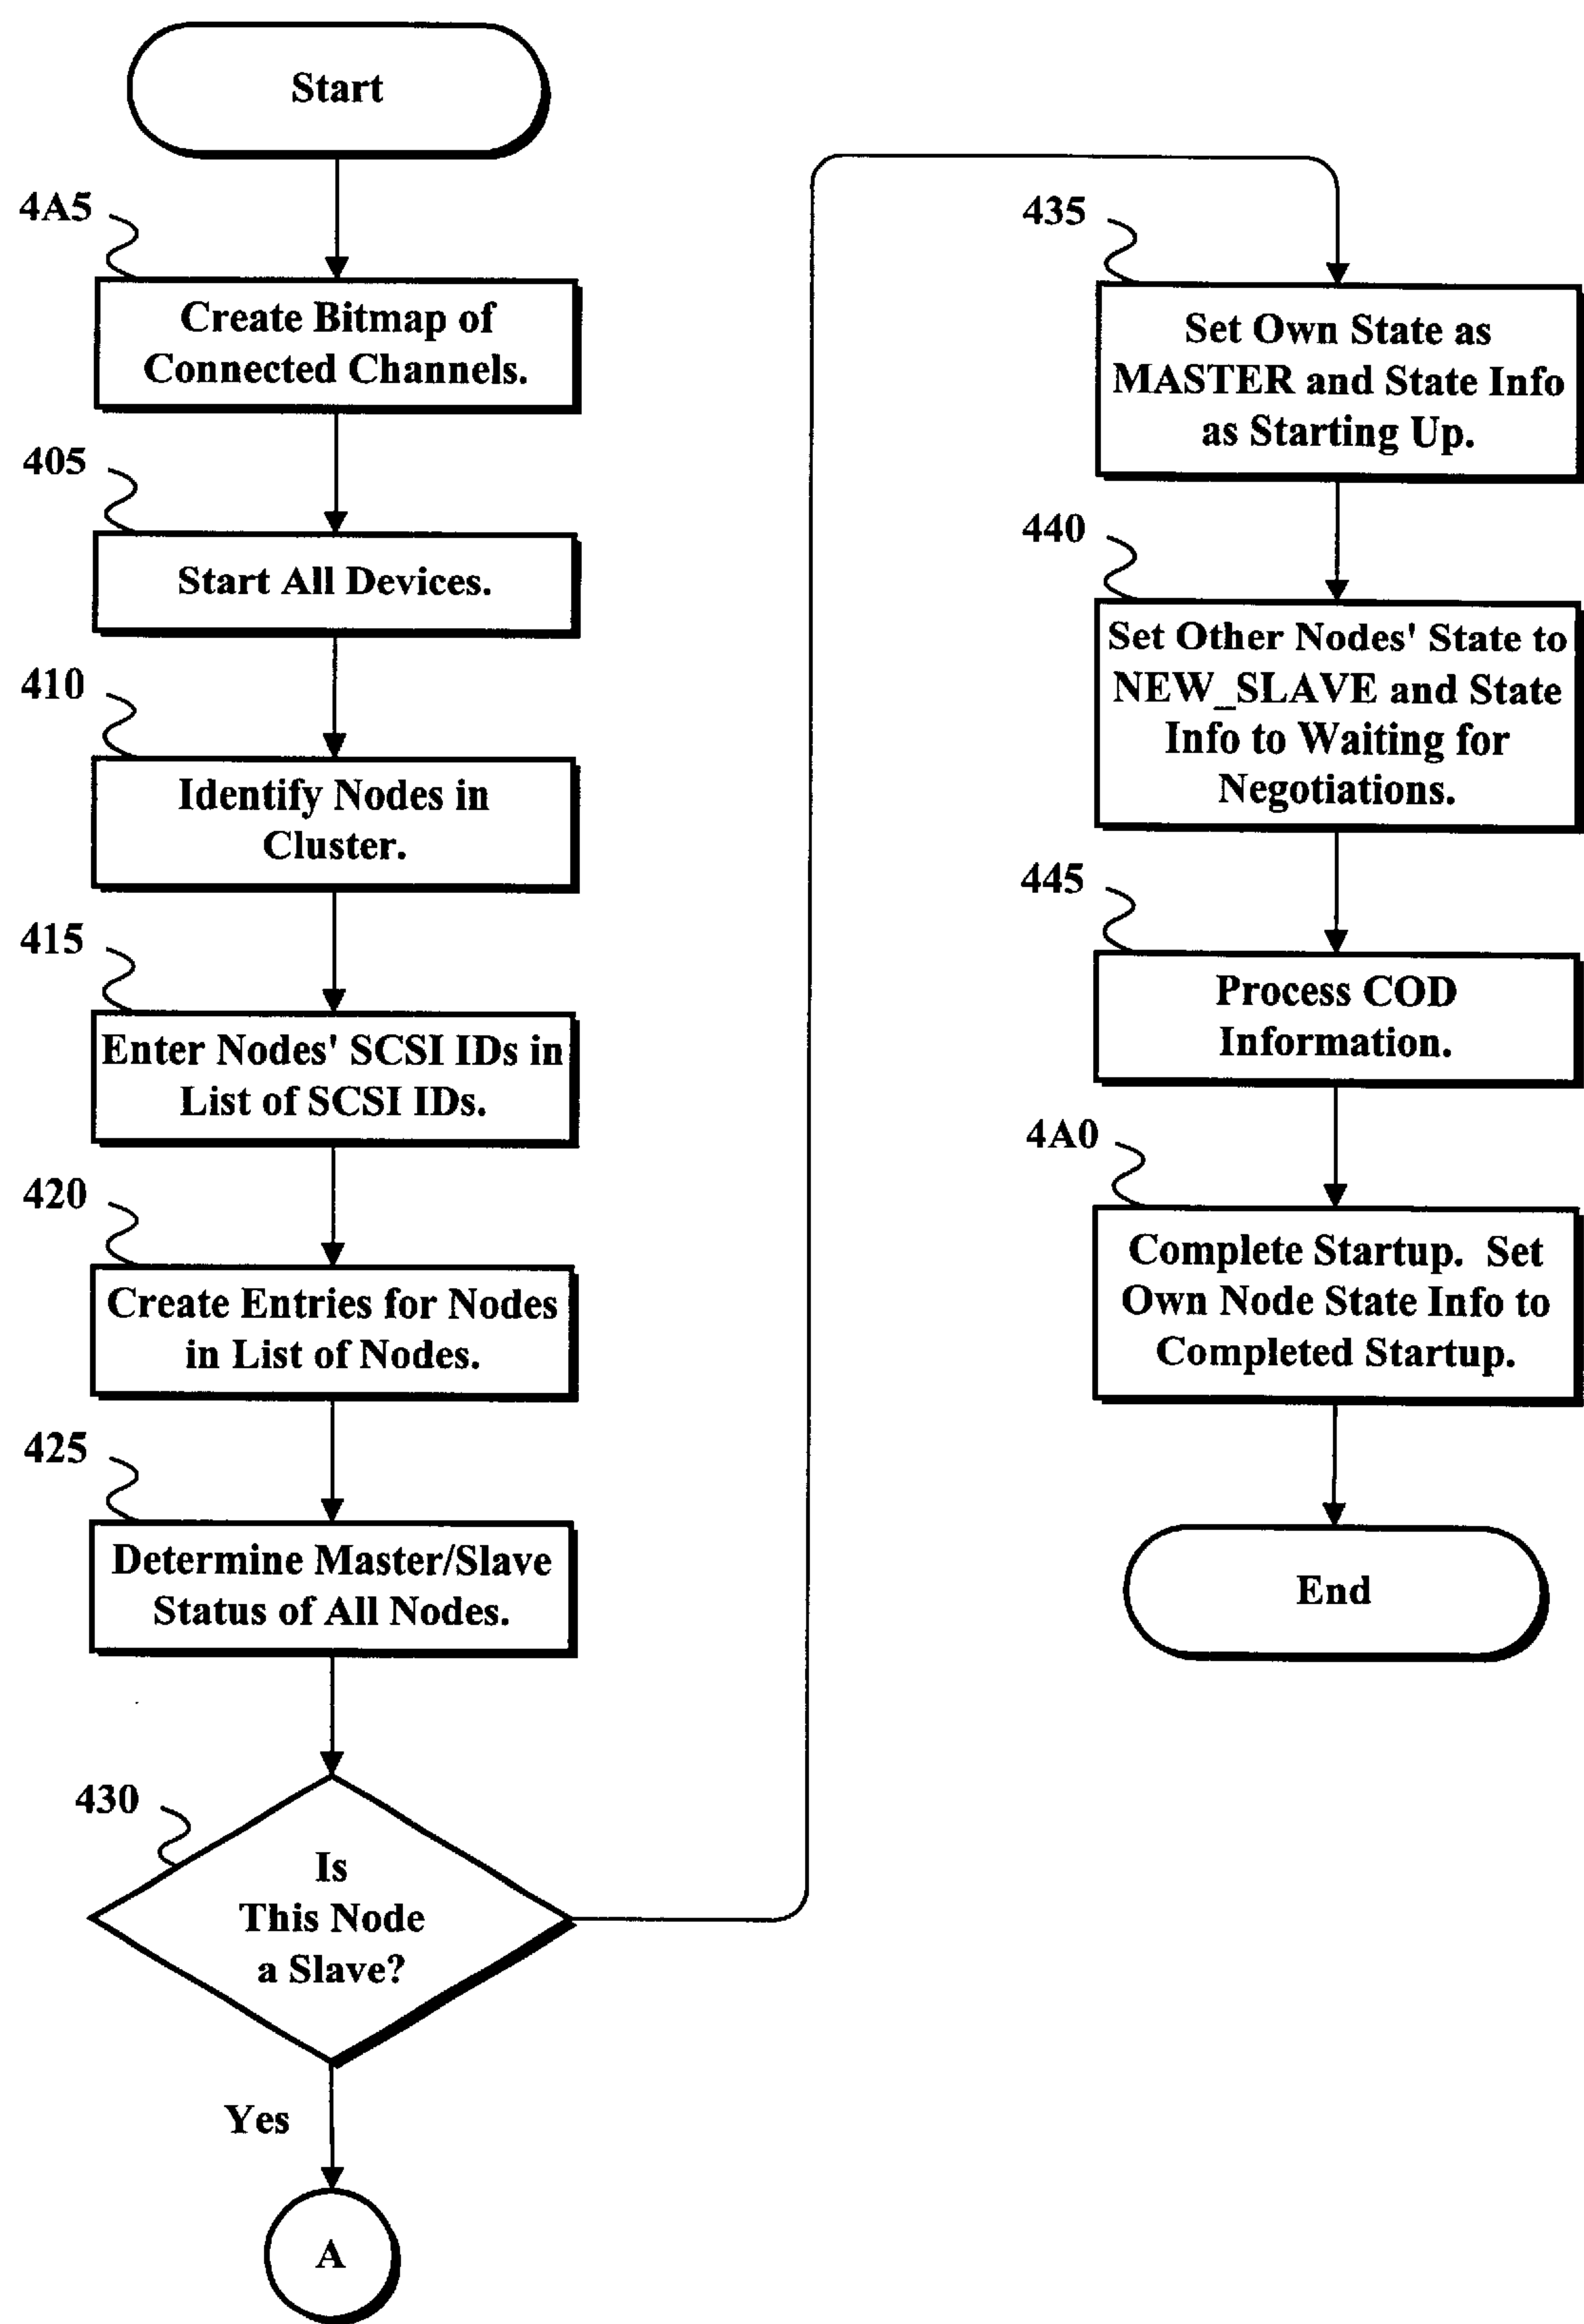 Start
4A5
Create Bitmap of
Connected Channels.
405
Start All Devices.
410
Identify Nodes in
Cluster.
415
Enter Nodes' SCSI IDs in
List of SCSI IDs.
420
Create Entries for Nodes
in List of Nodes.
425
Determine Master/Slave
Status of All Nodes.
430
Is
This Node
a Slave?
Yes
A
435
Set Own State as
MASTER and State Info
as Starting Up.
440
Set Other Nodes' State to
NEW_SLAVE and State
Info to Waiting for
Negotiations.
445
Process COD
Information.
4A0
Complete Startup.  Set
Own Node State Info to
Completed Startup.
End